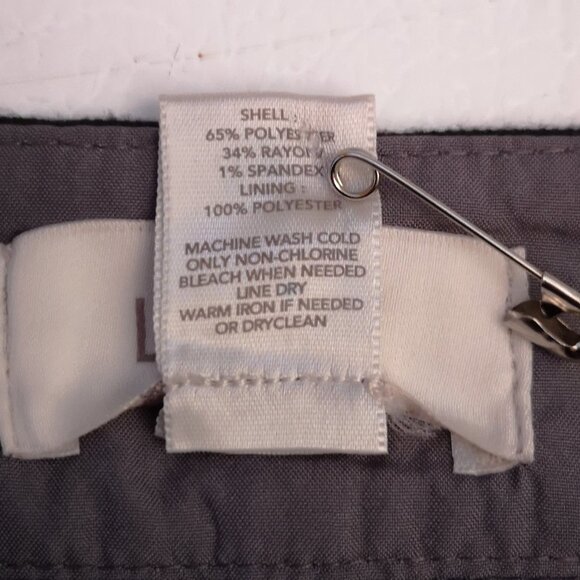 SHELL :
65% POLYESTER
34% RAYON
1% SPANDEX
LINING :
100% POLYESTER
MACHINE WASH COLD
ONLY NON-CHLORINE
BLEACH WHEN NEEDED
LINE DRY
WARM IRON IF NEEDED
OR DRYCLEAN